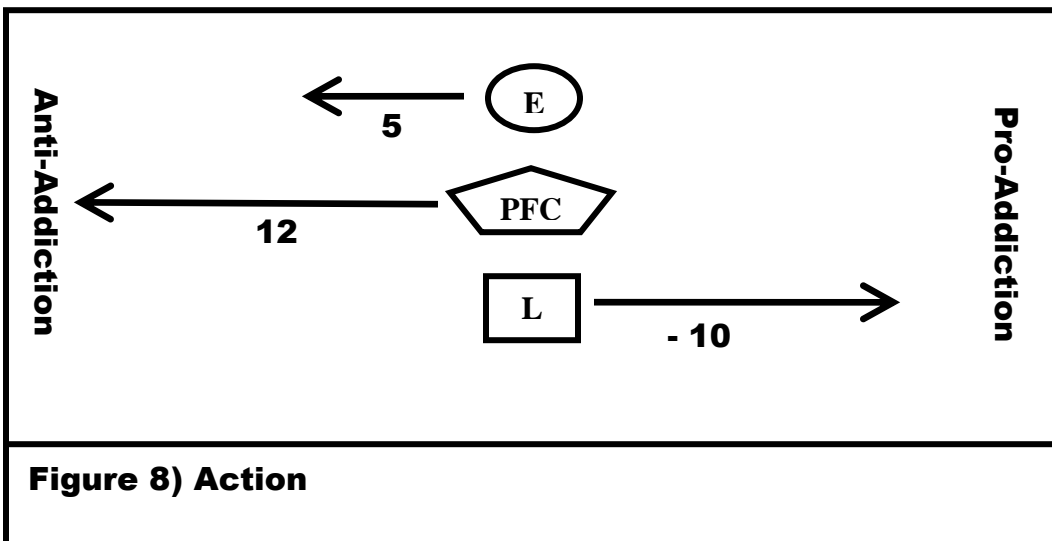 E
5
Anti-Addiction
Pro-Addiction
PFC
12
L
- 10
Figure 8) Action